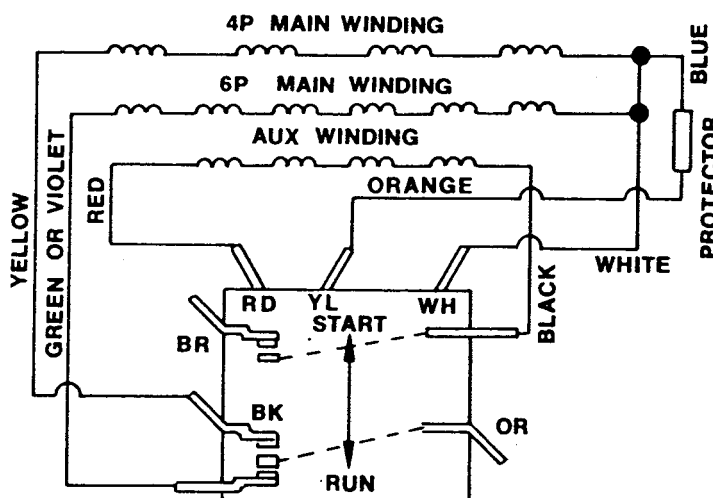 4P MAIN WINDING
6P MAIN WINDING
AUX WINDING
BLUE
PROTECTOR
ORANGE
RED
YELLOW
GREEN OR VIOLET
WHITE
BLACK
RD YL WH
START
BR
BK
OR
RUN